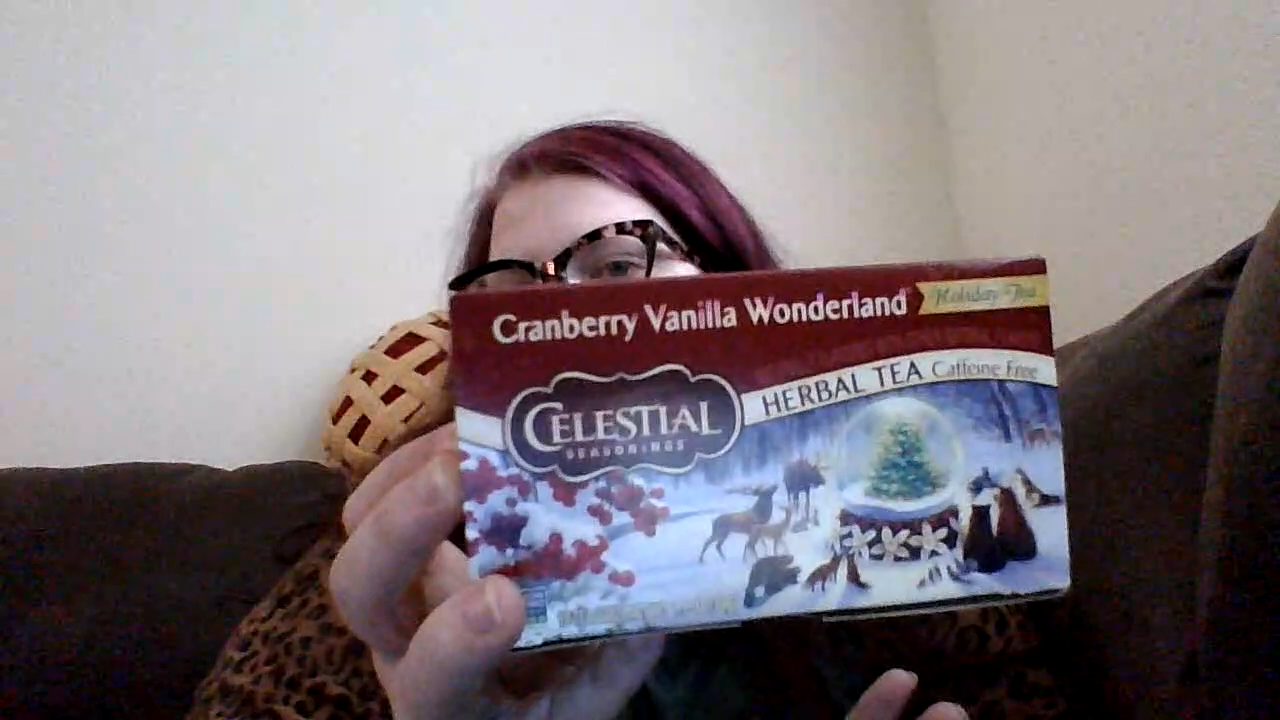 Cranberry Vanilla Wonderland
Holiday Tea
CELESTIAL
SEASONINGS
HERBAL TEA Caffeine Free